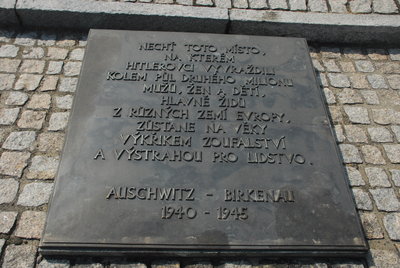 NECHŤ TOTO MÍSTO,
NA KTERÉM
HITLEROVCI VYVRAŽDILI
KOLEM PŮL DRUHÉHO MILIONU
MUŽŮ, ŽEN A DĚTÍ,
HLAVNĚ ŽIDŮ
Z RŮZNÝCH ZEMÍ EVROPY,
ZŮSTANE NA VĚKY
VÝKŘIKEM ZOUFALSTVÍ
A VÝSTRAHOU PRO LIDSTVO.
AUSCHWITZ - BIRKENAU
1940 - 1945